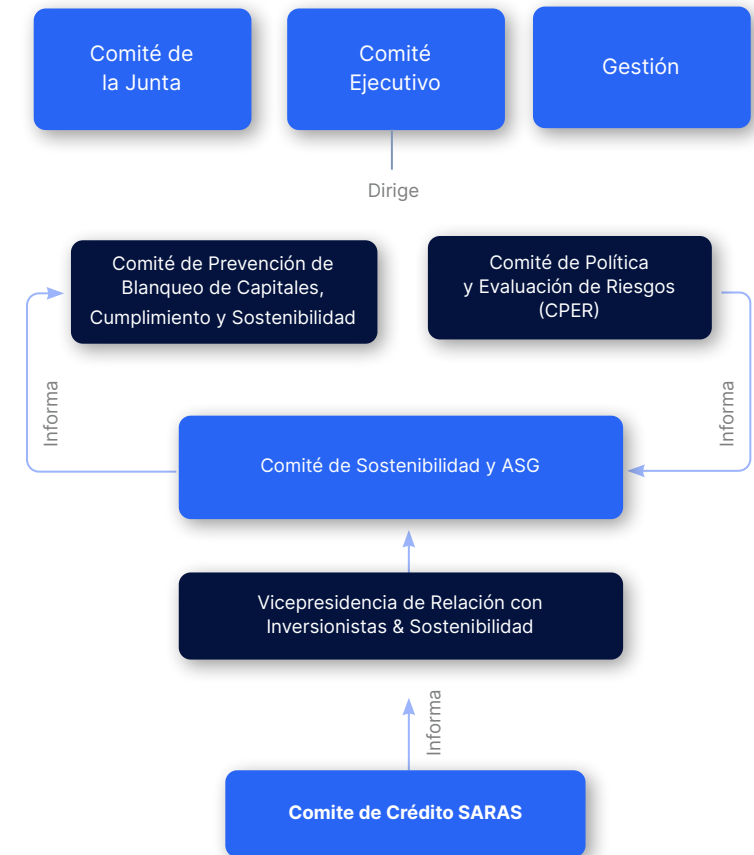 Comité de
la Junta
Comité
Ejecutivo
Gestión
Dirige
Comité de Prevención de
Blanqueo de Capitales,
Cumplimiento y Sostenibilidad
Comité de Política
y Evaluación de Riesgos
(CPER)
Informa
Informa
Comité de Sostenibilidad y ASG
Vicepresidencia de Relación con
Inversionistas & Sostenibilidad
Informa
Comite de Crédito SARAS